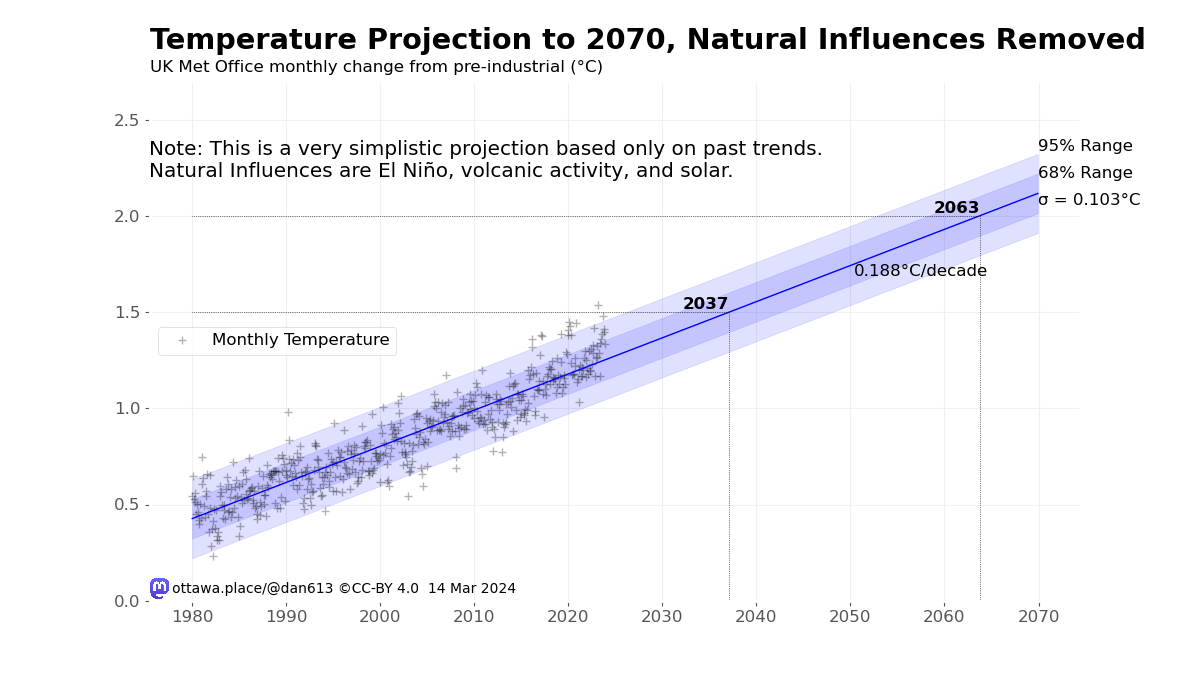 Temperature Projection to 2070, Natural Influences Removed
UK Met Office monthly change from pre-industrial (°C)
2.5
Note: This is a very simplistic projection based only on past trends.
Natural Influences are El Niño, volcanic activity, and solar.
95% Range
68% Range
σ = 0.103°C
2.0
2063
0.188°C/decade
2037
1.5
Monthly Temperature
1.0
0.5
ottawa.place/@dan613 ©CC-BY 4.0  14 Mar 2024
0.0
1980 1990 2000 2010 2020 2030 2040 2050 2060 2070